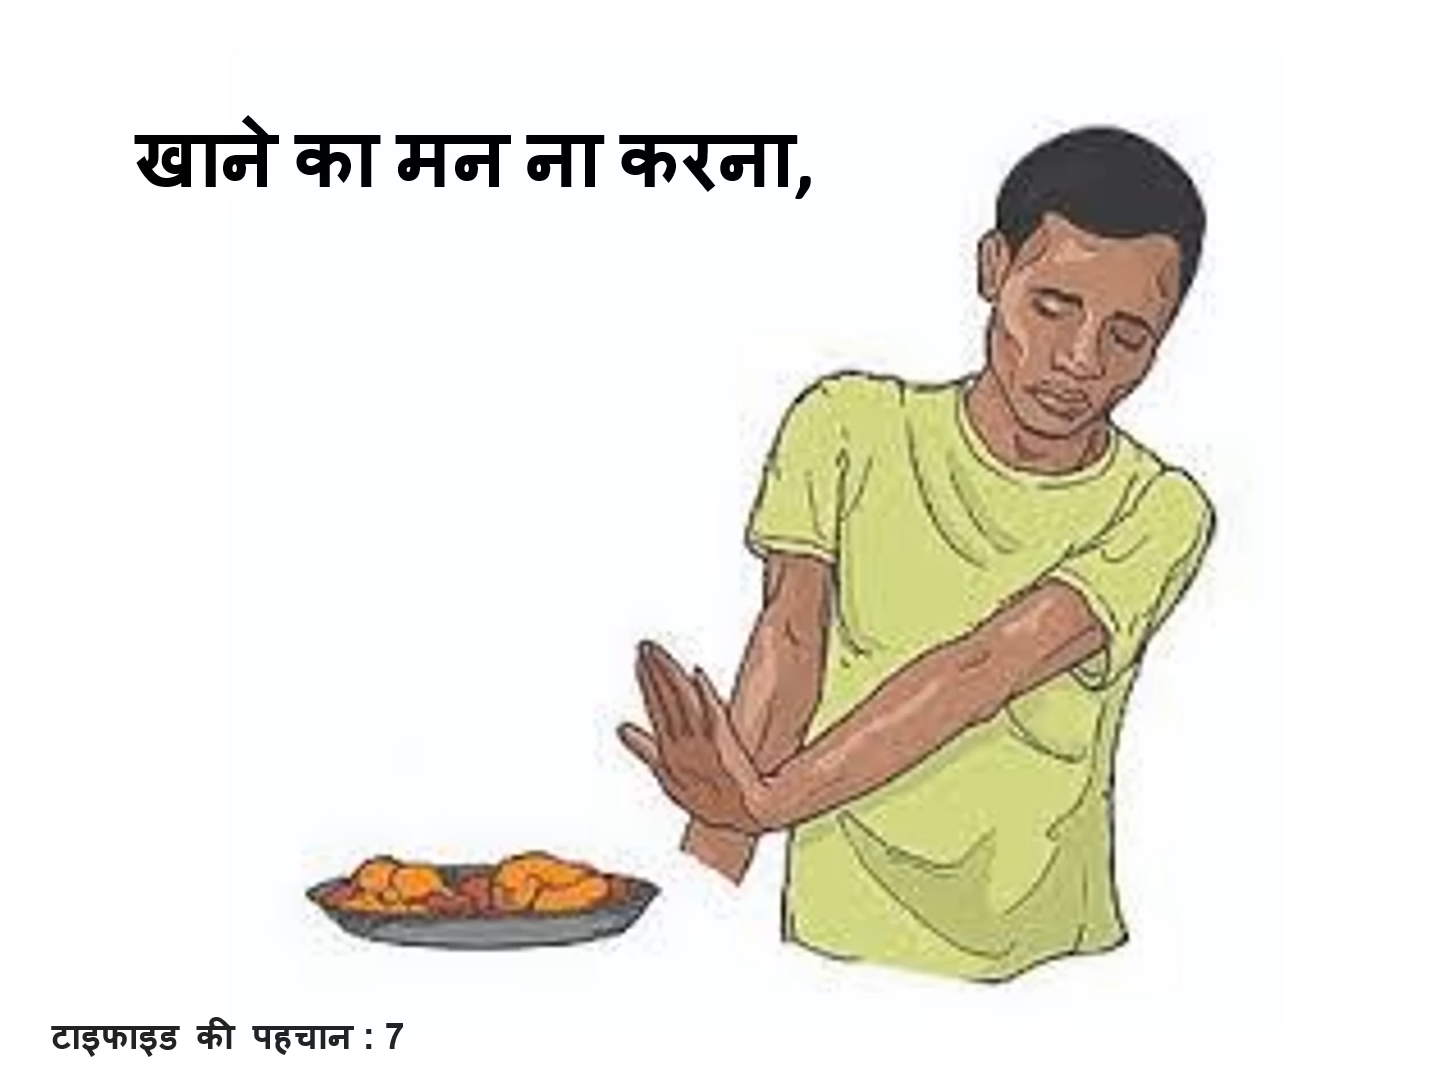 खाने का मन ना करना,
टाइफाइड की पहचान : 7